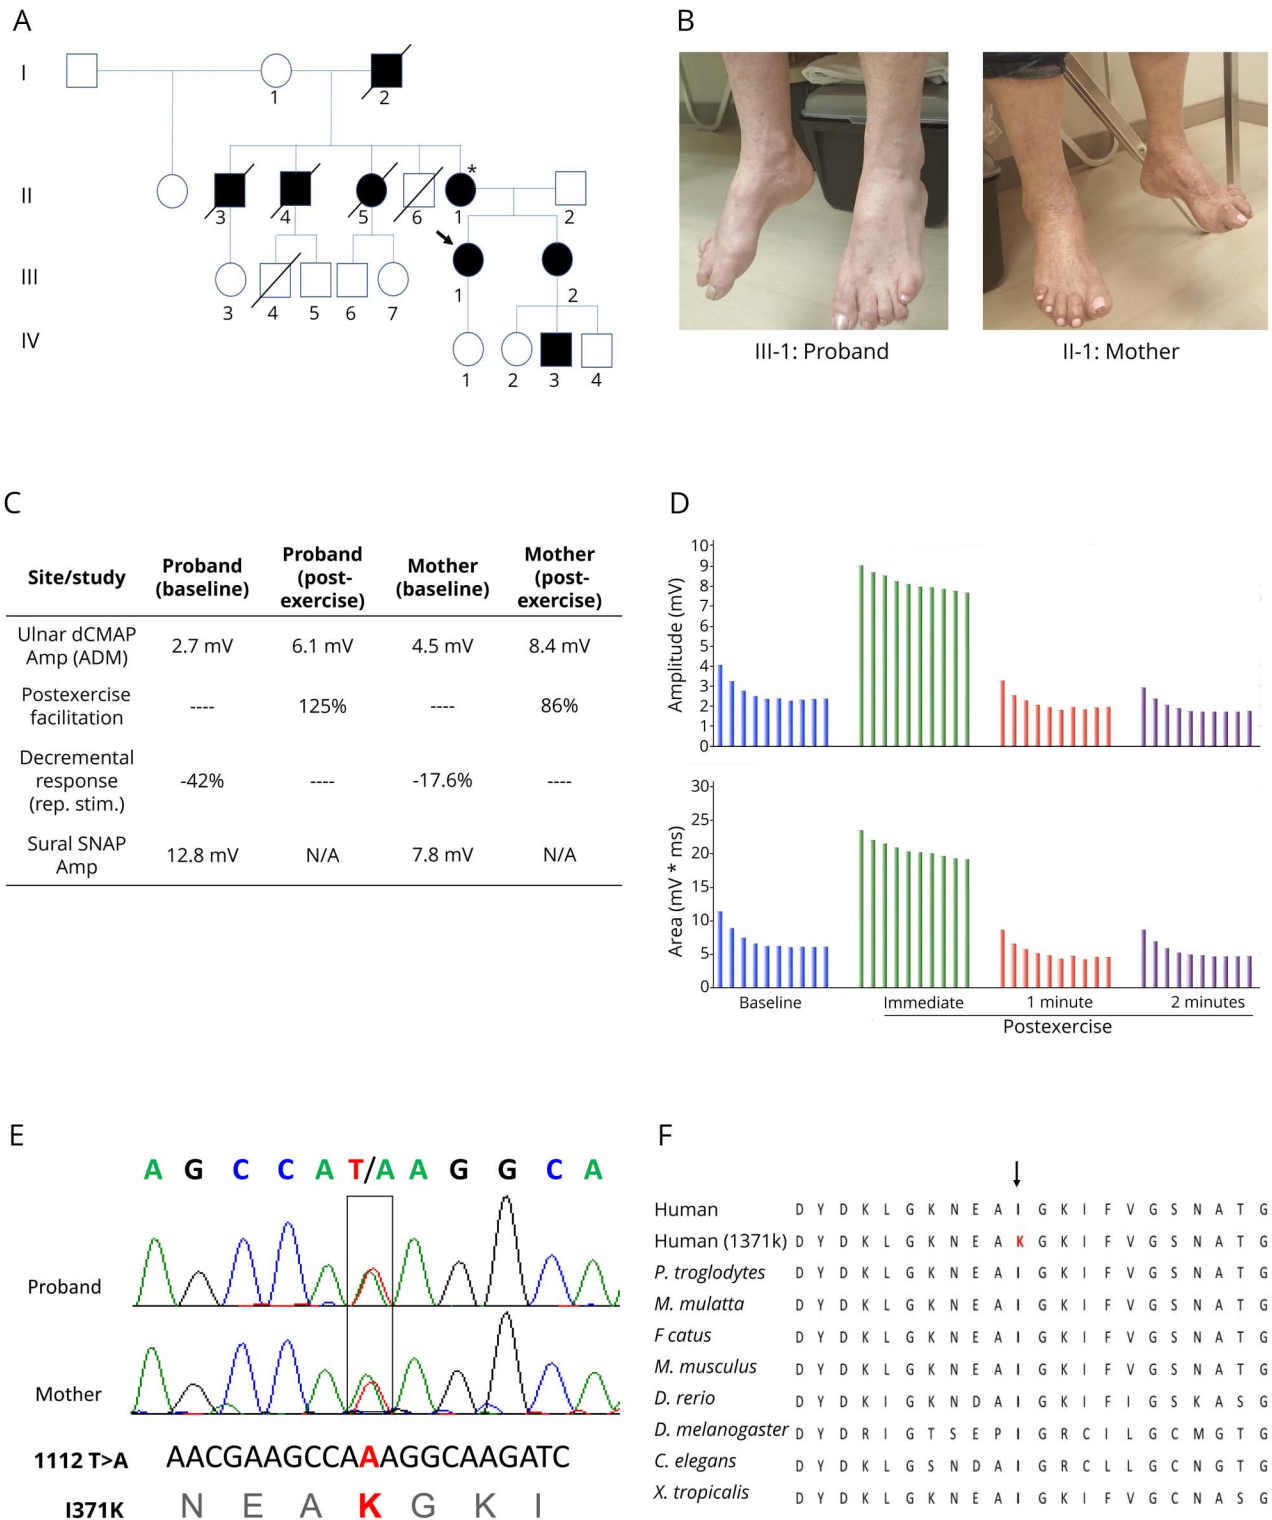 A
I
1
2
II
3
4
5
6
*
1
2
III
3
4
5
6
7
1
2
IV
1
2
3
4
B
III-1: Proband
II-1: Mother
C
Site/study
Proband
(baseline)
Proband
(post-
exercise)
Mother
(baseline)
Mother
(post-
exercise)
Ulnar dCMAP
Amp (ADM)
2.7 mV
6.1 mV
4.5 mV
8.4 mV
Postexercise
facilitation
----
125%
----
86%
Decremental
response
(rep. stim.)
-42%
----
-17.6%
----
Sural SNAP
Amp
12.8 mV
N/A
7.8 mV
N/A
D
Amplitude (mV)
10
9
8
7
6
5
4
3
2
1
0
Area (mV * ms)
30
25
20
15
10
5
0
Baseline
Immediate
1 minute
2 minutes
Postexercise
E
A G C C A T/A A G G C A
Proband
Mother
1112 T>A AACGAAGCCAAAGGCAAGATC
I371K N E A K G K I
F
Human D Y D K L G K N E A I G K I F V G S N A T G
Human (1371k) D Y D K L G K N E A K G K I F V G S N A T G
P. troglodytes D Y D K L G K N E A I G K I F V G S N A T G
M. mulatta D Y D K L G K N E A I G K I F V G S N A T G
F catus D Y D K L G K N E A I G K I F V G S N A T G
M. musculus D Y D K L G K N E A I G K I F V G S N A T G
D. rerio D Y D K I G K N D A I G K I F I G S K A S G
D. melanogaster D Y D R I G T S E P I G R C I L G C M G T G
C. elegans D Y D K L G S N D A I G R C L L G C N G T G
X. tropicalis D Y D K L G K N E A I G K I F V G C N A S G